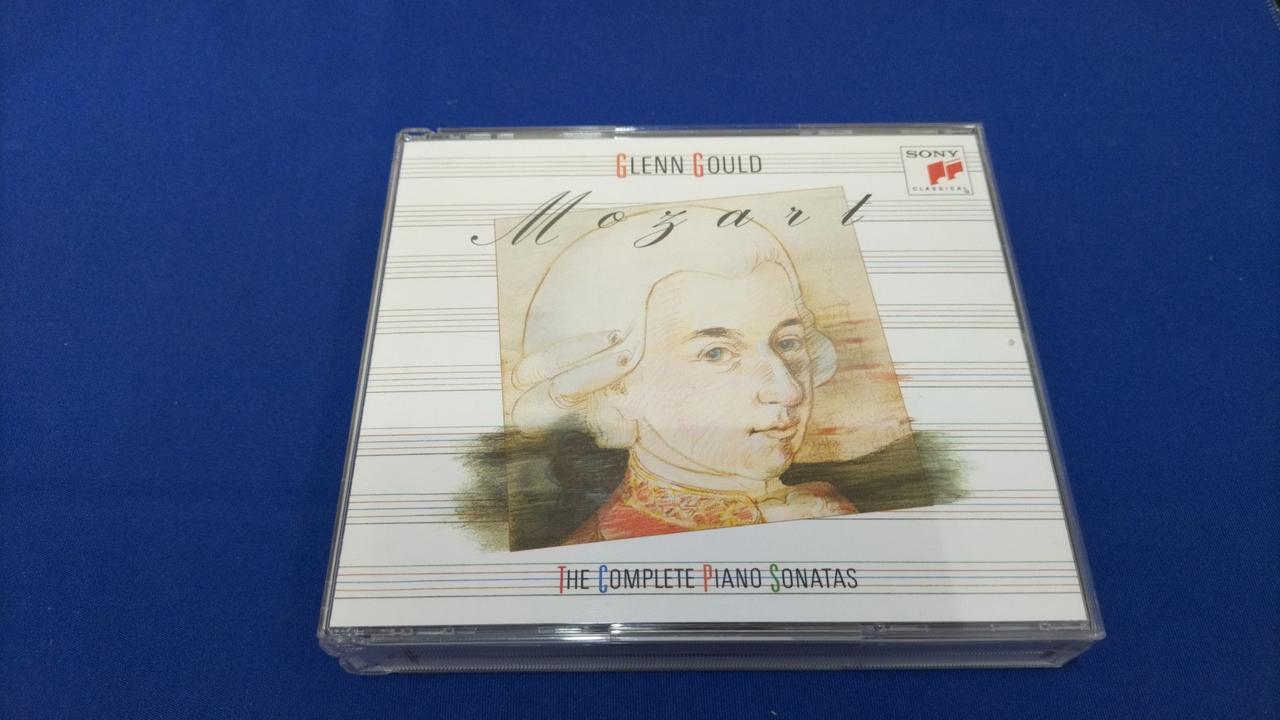 GLENN GOULD
SONY
CLASSICAL
Mozart
THE COMPLETE PIANO SONATAS